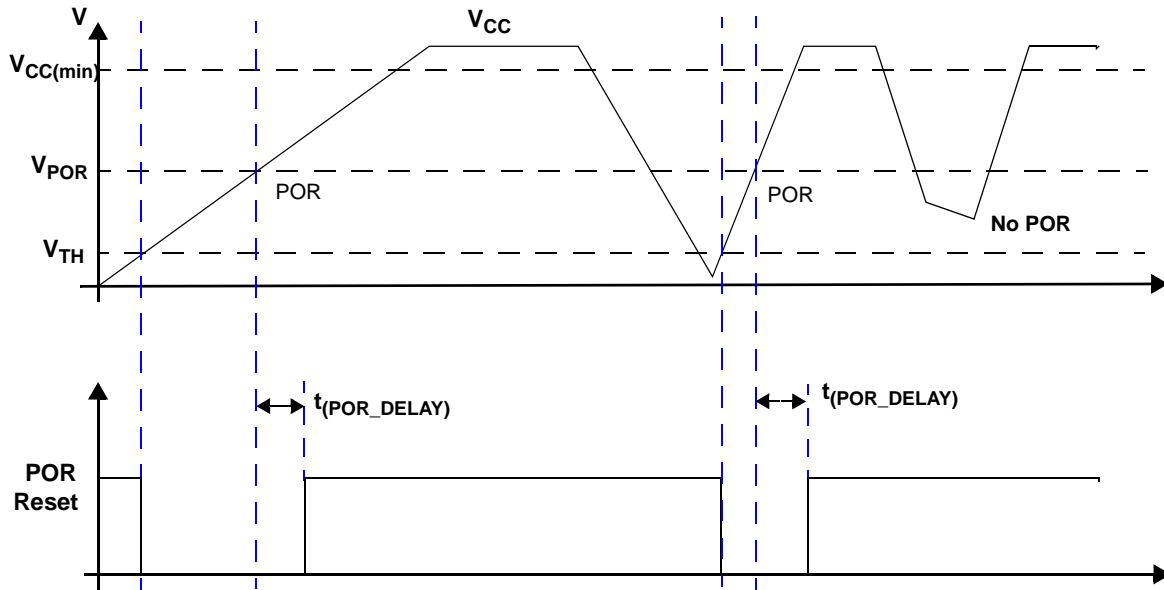 V
V_CC
V_CC(min)
V_POR
POR
POR
V_TH
No POR
t_(POR_DELAY)
t_(POR_DELAY)
POR
Reset